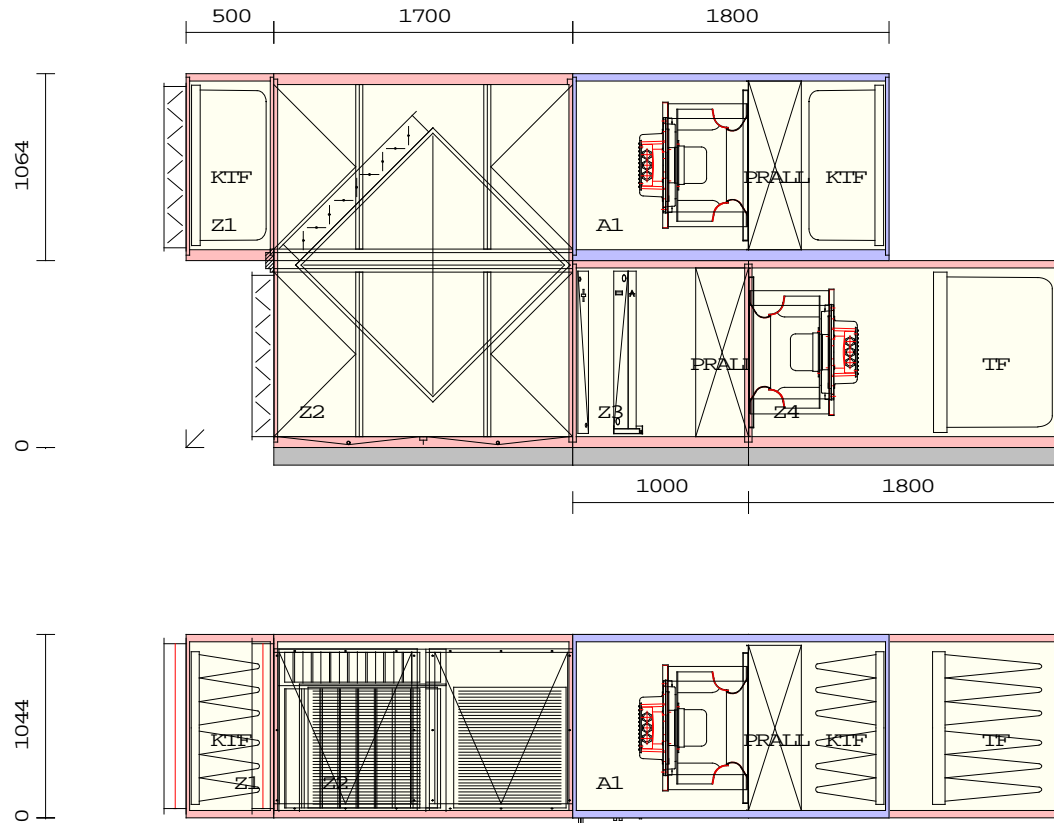 500 1700 1800
1064
KTF PRALL KTF
Z1 A1
PRALL TF
Z2 Z3 Z4
0
1000 1800
1044
KTF PRALL KTF TF
Z1 Z2 A1
0